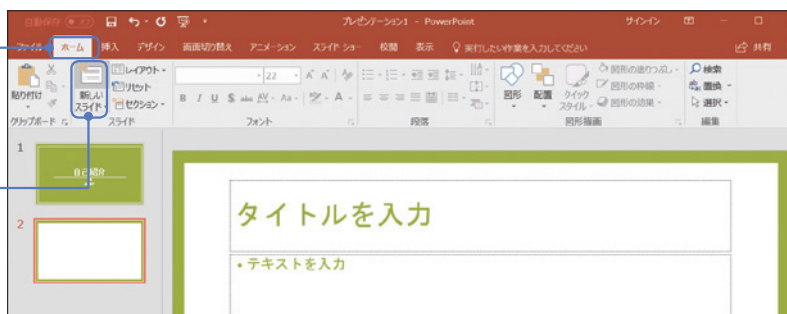 自動保存 オフ プレゼンテーション1 - PowerPoint サインイン
ファイル ホーム 挿入 デザイン 画面切り替え アニメーション スライド ショー 校閲 表示 実行したい作業を入力してください 共有
貼り付け
新しい
スライド
レイアウト
リセット
セクション
22
B I U S abc AV Aa A
図形
配置
クイック
スタイル
図形の塗りつぶし
図形の枠線
図形の効果
検索
置換
選択
クリップボード スライド フォント 段落 図形描画 編集
1
自己紹介
2
タイトルを入力
• テキストを入力